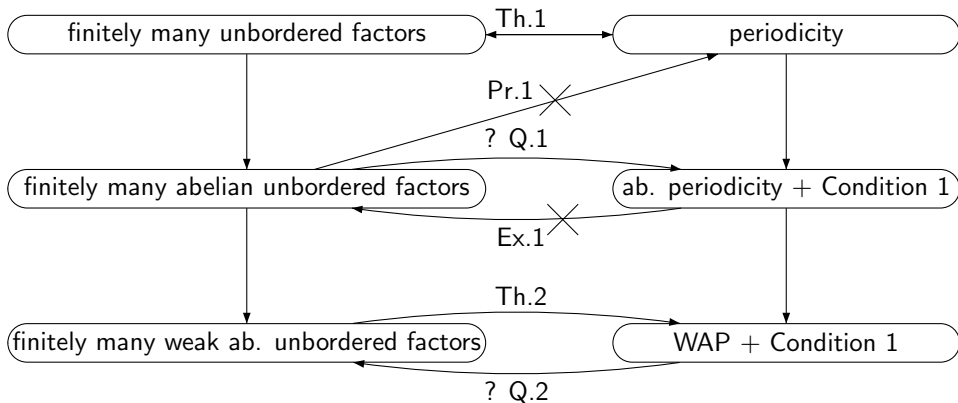 Th.1
finitely many unbordered factors
periodicity
Pr.1
? Q.1
finitely many abelian unbordered factors
ab. periodicity + Condition 1
Ex.1
Th.2
finitely many weak ab. unbordered factors
WAP + Condition 1
? Q.2